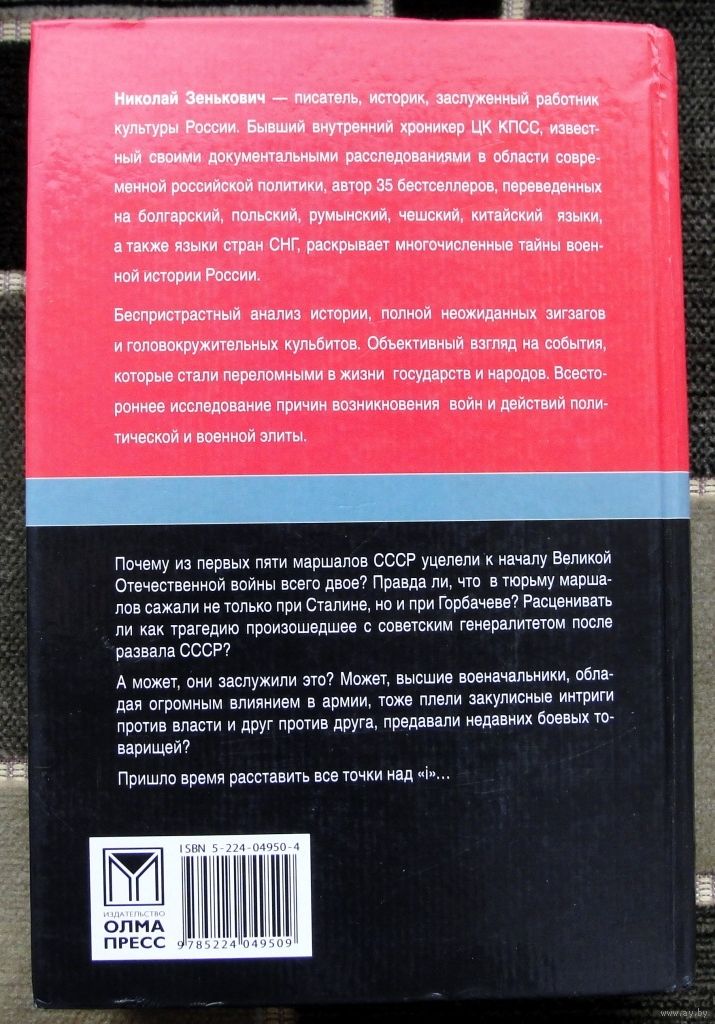 Николай Зенькович — писатель, историк, заслуженный работник
культуры России. Бывший внутренний хроникер ЦК КПСС, извест-
ный своими документальными расследованиями в области совре-
менной российской политики, автор 35 бестселлеров, переведенных
на болгарский, польский, румынский, чешский, китайский языки,
а также языки стран СНГ, раскрывает многочисленные тайны воен-
ной истории России.
Беспристрастный анализ истории, полной неожиданных зигзагов
и головокружительных кульбитов. Объективный взгляд на события,
которые стали переломными в жизни государств и народов. Всесто-
роннее исследование причин возникновения войн и действий поли-
тической и военной элиты.
Почему из первых пяти маршалов СССР уцелели к началу Великой
Отечественной войны всего двое? Правда ли, что в тюрьму марша-
лов сажали не только при Сталине, но и при Горбачеве? Расценивать
ли как трагедию произошедшее с советским генералитетом после
развала СССР?
А может, они заслужили это? Может, высшие военачальники, обла-
дая огромным влиянием в армии, тоже плели закулисные интриги
против власти и друг против друга, предавали недавних боевых то-
варищей?
Пришло время расставить все точки над «i»...
ISBN 5-224-04950-4
ИЗДАТЕЛЬСТВО
ОЛМА
ПРЕСС
9785224049509
www.ay.by